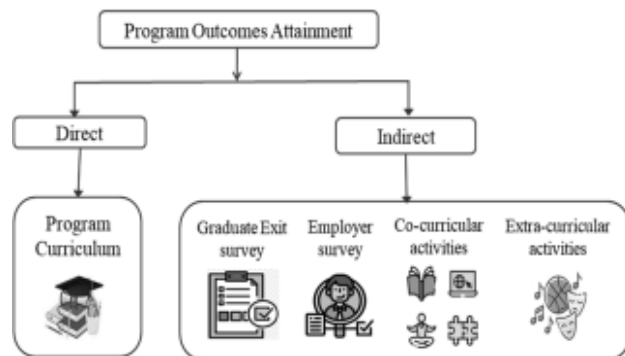 Program Outcomes Attainment
Direct
Indirect
Program
Curriculum
Graduate Exit
survey
Employer
survey
Co-curricular
activities
Extra-curricular
activities